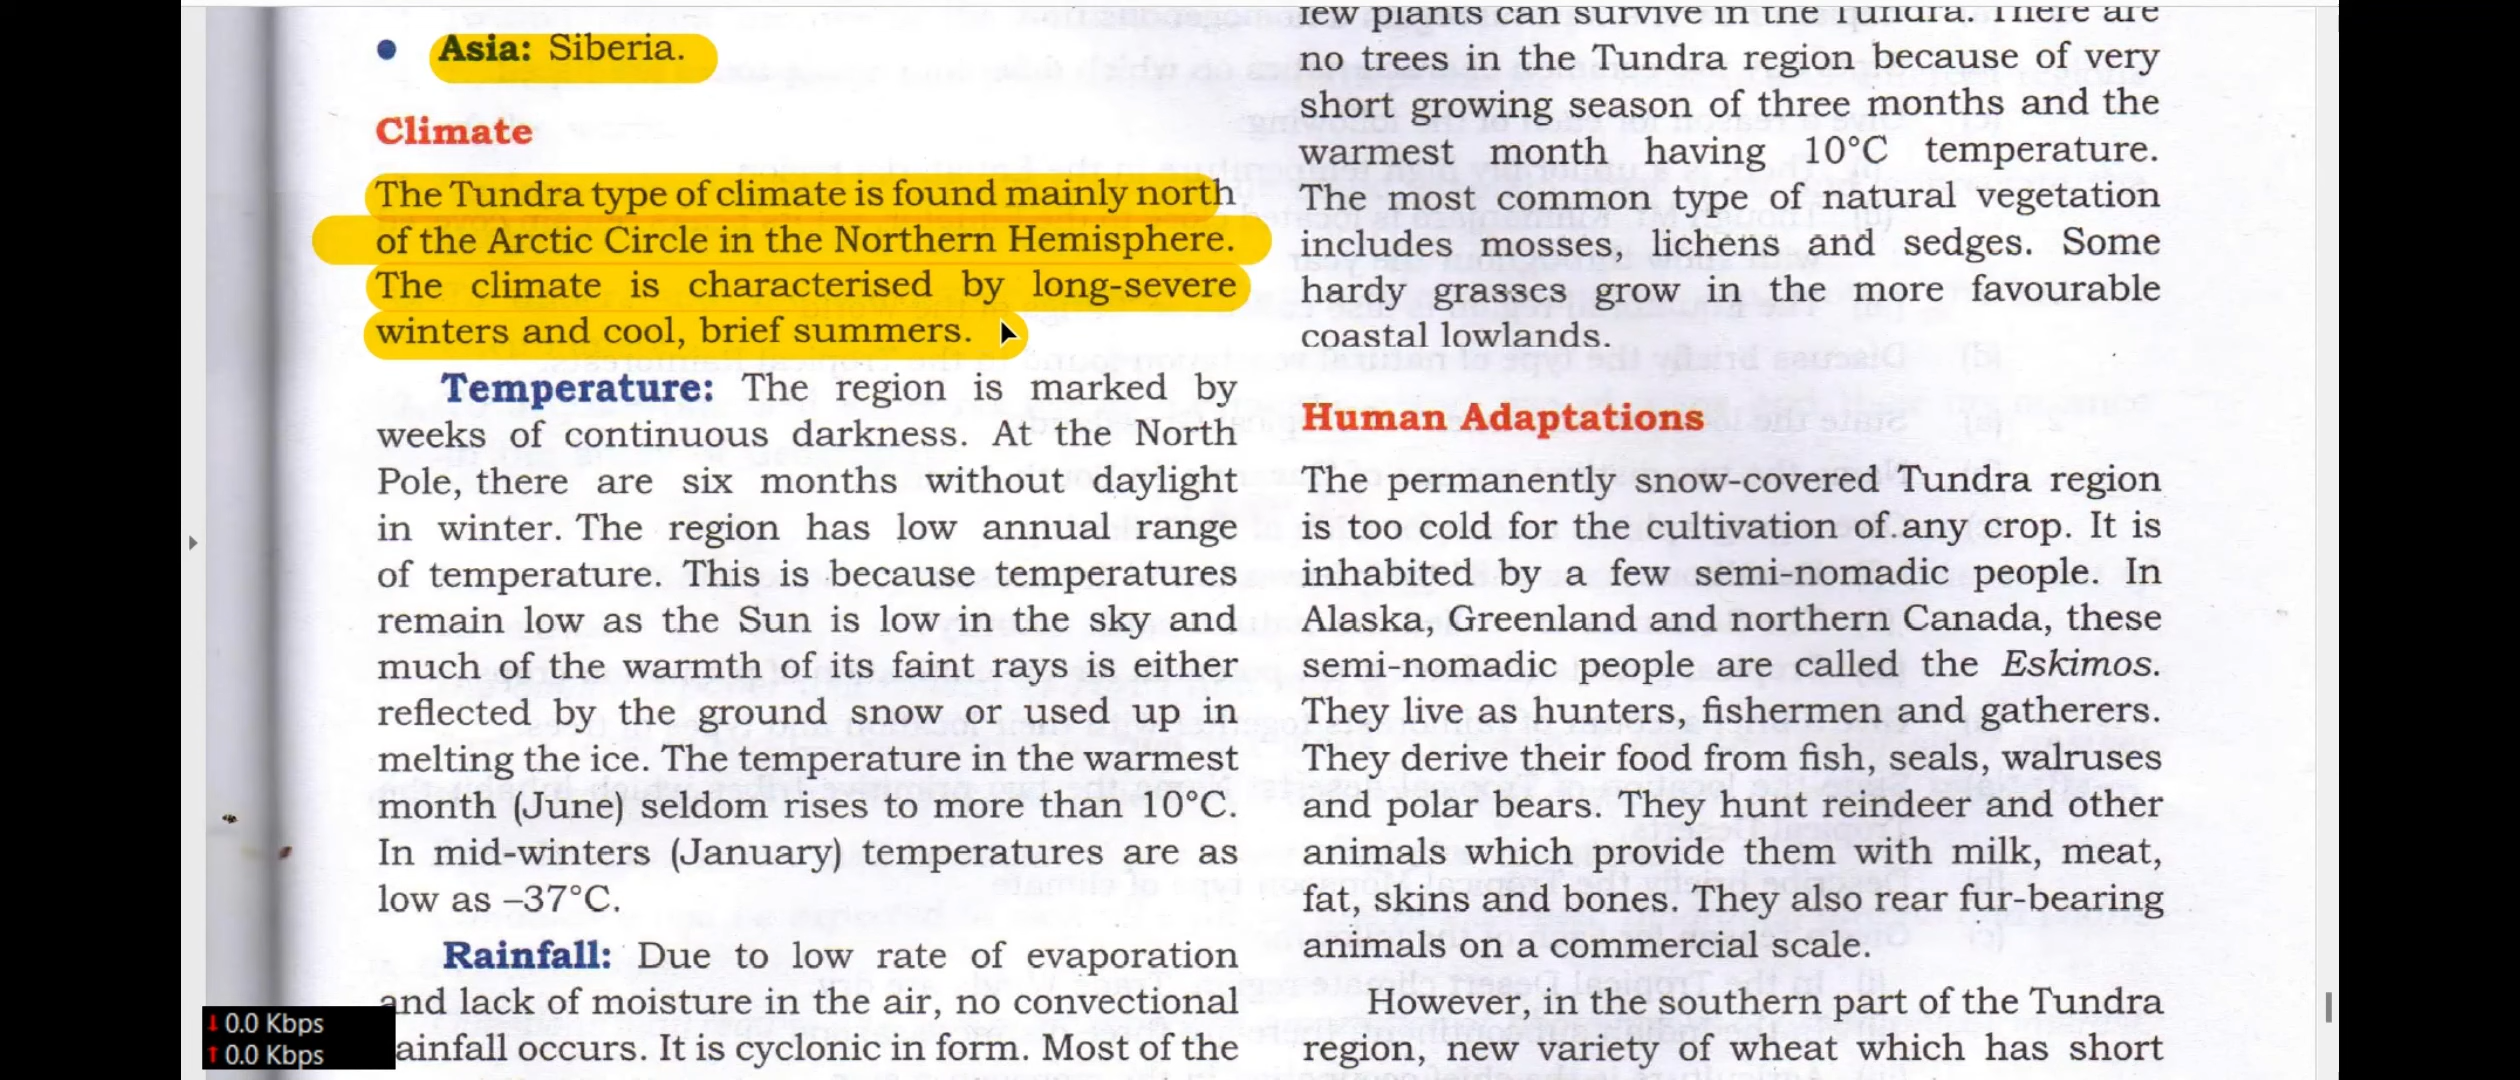 • Asia: Siberia.
Climate
The Tundra type of climate is found mainly north
of the Arctic Circle in the Northern Hemisphere.
The climate is characterised by long-severe
winters and cool, brief summers.
Temperature: The region is marked by
weeks of continuous darkness. At the North
Pole, there are six months without daylight
in winter. The region has low annual range
of temperature. This is because temperatures
remain low as the Sun is low in the sky and
much of the warmth of its faint rays is either
reflected by the ground snow or used up in
melting the ice. The temperature in the warmest
month (June) seldom rises to more than 10°C.
In mid-winters (January) temperatures are as
low as –37°C.
Rainfall: Due to low rate of evaporation
and lack of moisture in the air, no convectional
ainfall occurs. It is cyclonic in form. Most of the
few plants can survive in the Tundra. There are
no trees in the Tundra region because of very
short growing season of three months and the
warmest month having 10°C temperature.
The most common type of natural vegetation
includes mosses, lichens and sedges. Some
hardy grasses grow in the more favourable
coastal lowlands.
Human Adaptations
The permanently snow-covered Tundra region
is too cold for the cultivation of any crop. It is
inhabited by a few semi-nomadic people. In
Alaska, Greenland and northern Canada, these
semi-nomadic people are called the Eskimos.
They live as hunters, fishermen and gatherers.
They derive their food from fish, seals, walruses
and polar bears. They hunt reindeer and other
animals which provide them with milk, meat,
fat, skins and bones. They also rear fur-bearing
animals on a commercial scale.
However, in the southern part of the Tundra
region, new variety of wheat which has short
↓ 0.0 Kbps
↑ 0.0 Kbps